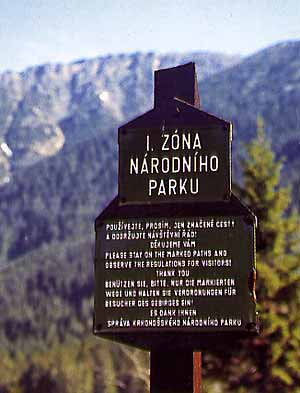 I. ZÓNA
NÁRODNÍHO
PARKU
POUŽÍVEJTE, PROSÍM, JEN ZNAČENÉ CESTY
A DODRŽUJTE NÁVŠTĚVNÍ ŘÁD!
DĚKUJEME VÁM
PLEASE STAY ON THE MARKED PATHS AND
OBSERVE THE REGULATIONS FOR VISITORS!
THANK YOU
BENÜTZEN SIE, BITTE, NUR DIE MARKIERTEN
WEGE UND HALTEN SIE VERORDNUNGEN FÜR
BESUCHER DES GEBIRGES EIN!
ES DANKT IHNEN
SPRÁVA KRKONOŠSKÉHO NÁRODNÍHO PARKU